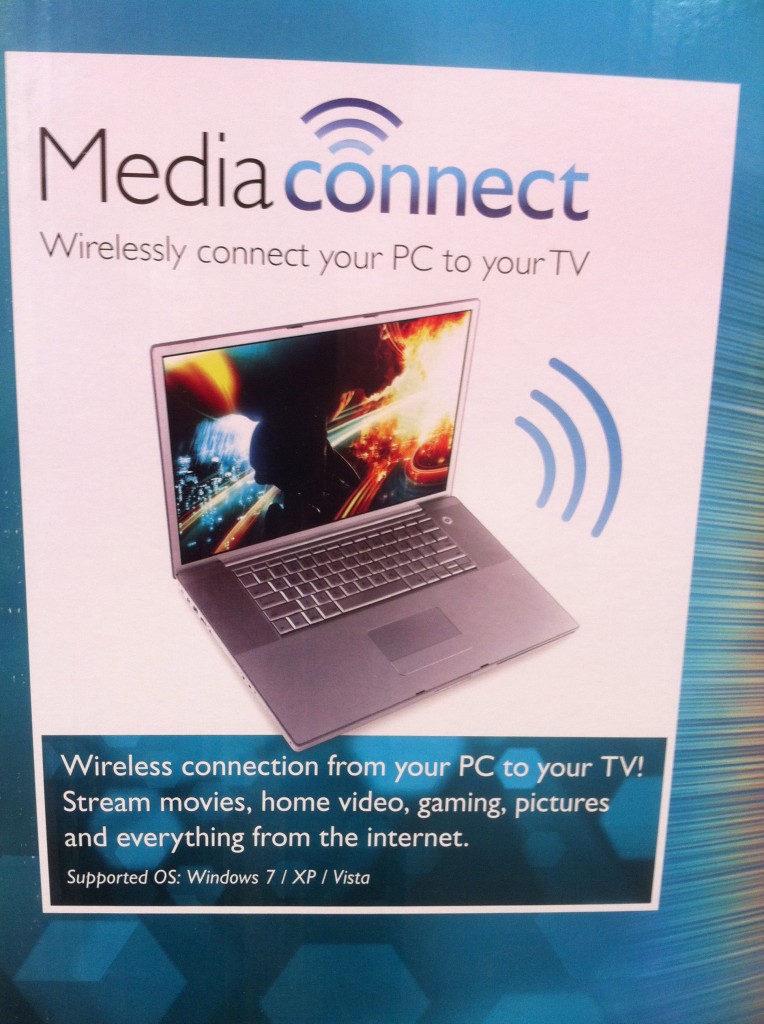 Media connect
Wirelessly connect your PC to your TV
Wireless connection from your PC to your TV!
Stream movies, home video, gaming, pictures
and everything from the internet.
Supported OS: Windows 7 / XP / Vista